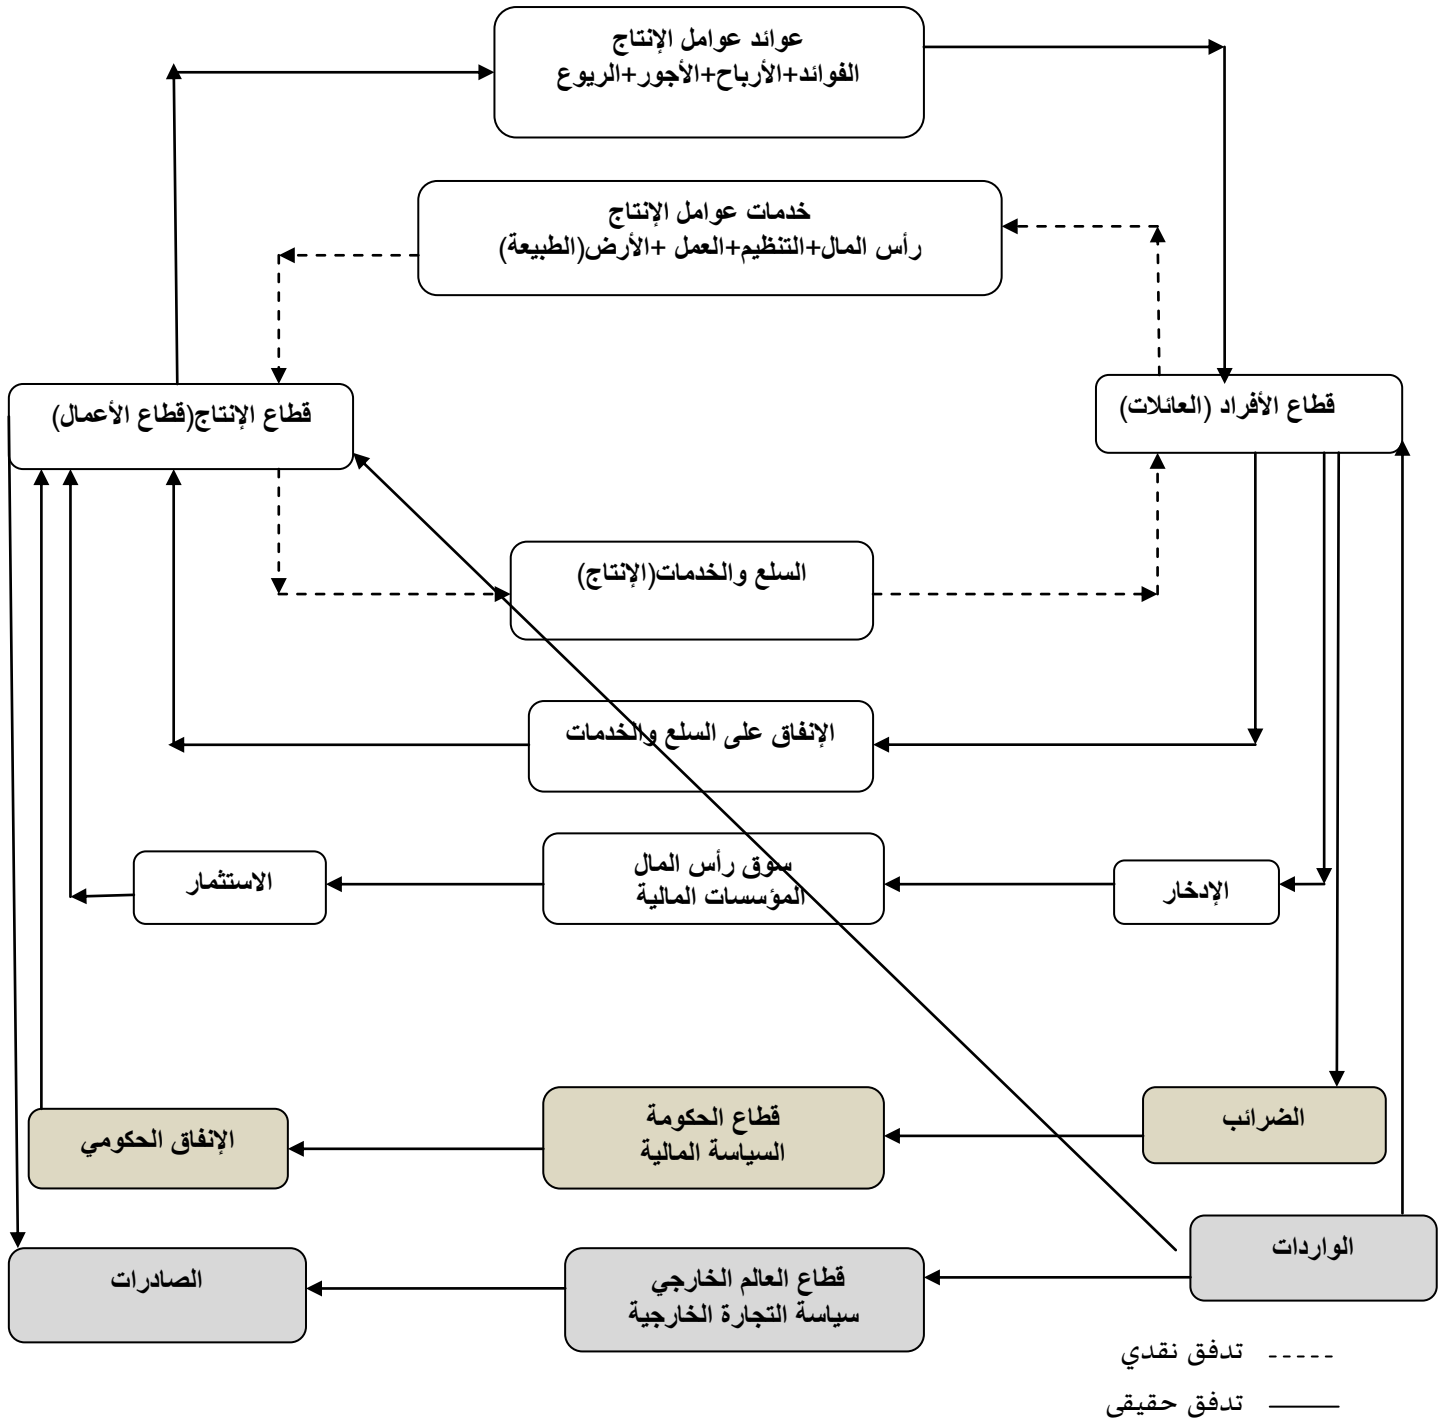 عوائد عوامل الإنتاج
الفوائد+الأرباح+الأجور+الريوع
خدمات عوامل الإنتاج
رأس المال+التنظيم+العمل +الأرض(الطبيعة)
قطاع الأفراد (العائلات)
قطاع الإنتاج(قطاع الأعمال)
السلع والخدمات(الإنتاج)
الإنفاق على السلع والخدمات
الإدخار
سوق رأس المال
المؤسسات المالية
الاستثمار
الضرائب
قطاع الحكومة
السياسة المالية
الإنفاق الحكومي
الواردات
قطاع العالم الخارجي
سياسة التجارة الخارجية
الصادرات
تدفق نقدي
تدفق حقيقي